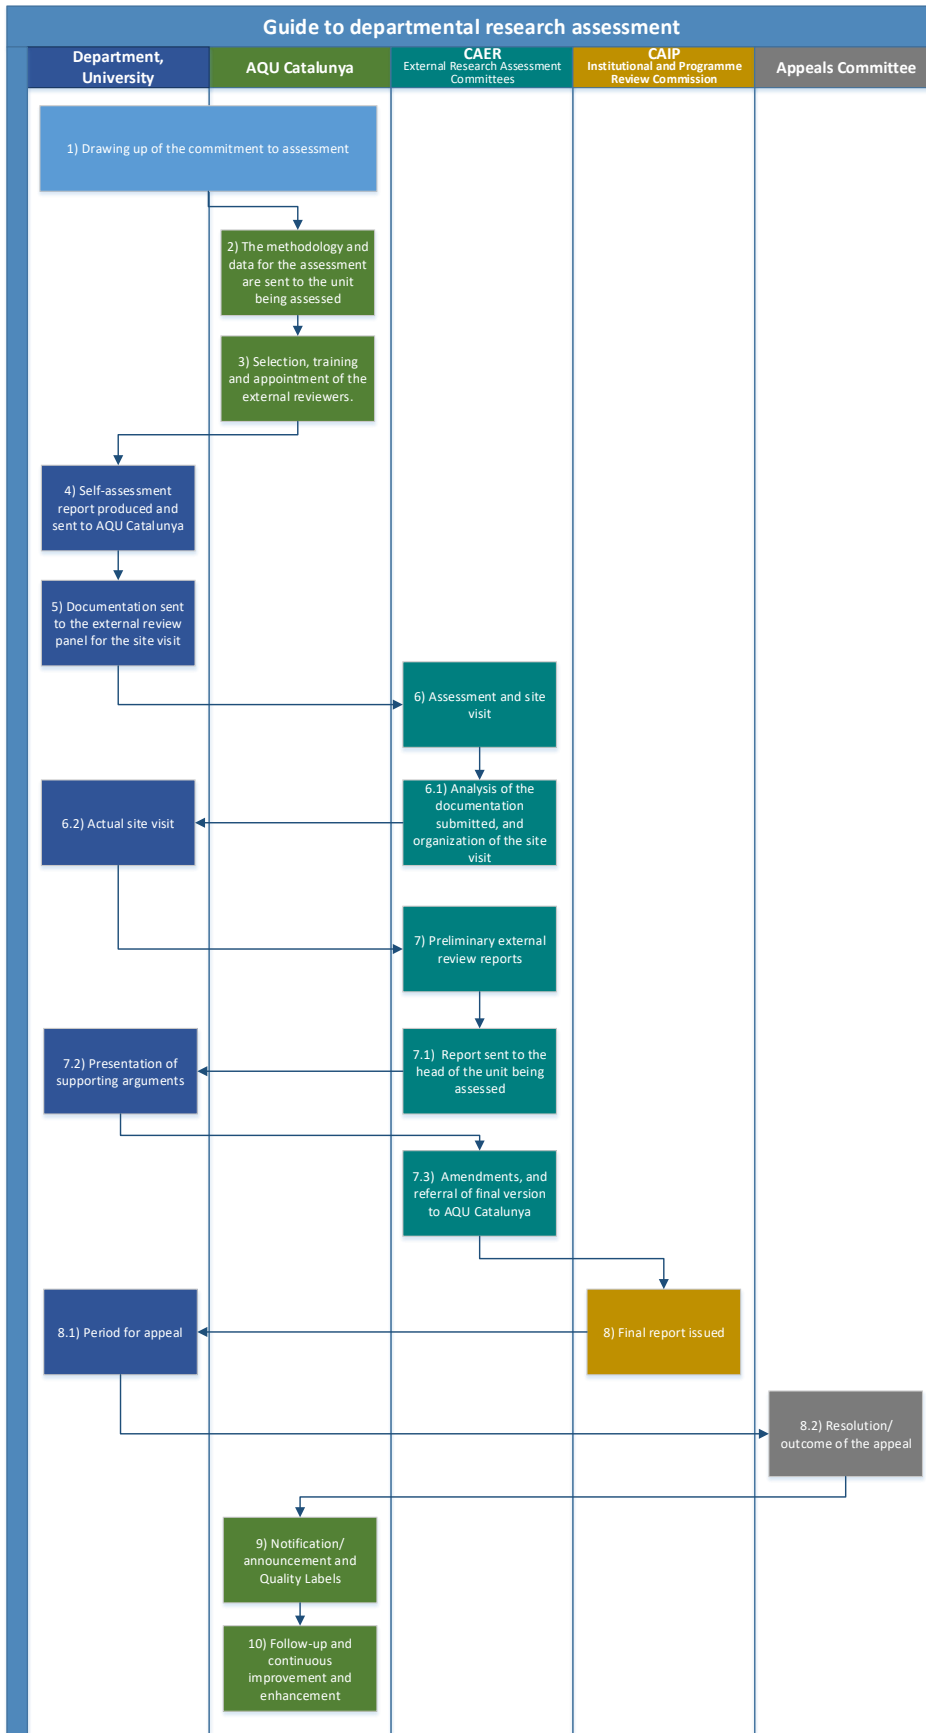 Guide to departmental research assessment
Department,
University
AQU Catalunya
CAER
External Research Assessment
Committees
CAIP
Institutional and Programme
Review Commission
Appeals Committee
1) Drawing up of the commitment to assessment
2) The methodology and
data for the assessment
are sent to the unit
being assessed
3) Selection, training
and appointment of the
external reviewers.
4) Self-assessment
report produced and
sent to AQU Catalunya
5) Documentation sent
to the external review
panel for the site visit
6) Assessment and site
visit
6.1) Analysis of the
documentation
submitted, and
organization of the site
visit
6.2) Actual site visit
7) Preliminary external
review reports
7.1) Report sent to the
head of the unit being
assessed
7.2) Presentation of
supporting arguments
7.3) Amendments, and
referral of final version
to AQU Catalunya
8) Final report issued
8.1) Period for appeal
8.2) Resolution/
outcome of the appeal
9) Notification/
announcement and
Quality Labels
10) Follow-up and
continuous
improvement and
enhancement